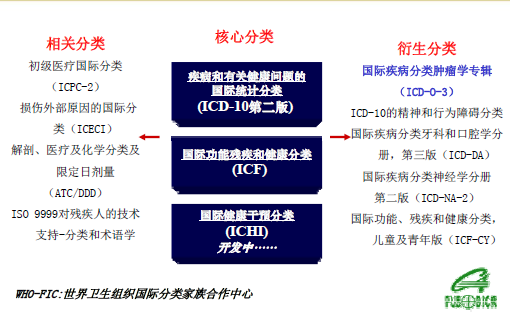 相关分类
初级医疗国际分类
(ICPC-2)
损伤外部原因的国际分
类（ICECI）
解剖、医疗及化学分类及
限定日剂量
（ATC/DDD）
ISO 9999对残疾人的技术
支持-分类和术语学
核心分类
疾病和有关健康问题的
国际统计分类
(ICD-10第二版)
国际功能残疾和健康分类
(ICF)
国际健康干预分类
(ICHI)
开发中……
衍生分类
国际疾病分类肿瘤学专辑
（ICD-O-3）
ICD-10的精神和行为障碍分类
国际疾病分类牙科和口腔学分
册，第三版（ICD-DA）
国际疾病分类神经学分册
第二版（ICD-NA-2）
国际功能、残疾和健康分类，
儿童及青年版（ICF-CY）
WHO-FIC:世界卫生组织国际分类家族合作中心